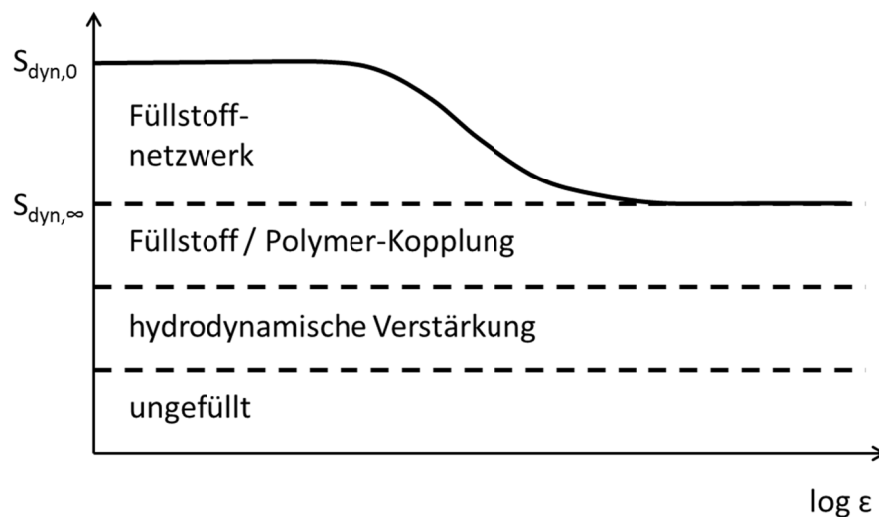 S_dyn,0
Füllstoff-
netzwerk
S_dyn,∞
Füllstoff / Polymer-Kopplung
hydrodynamische Verstärkung
ungefüllt
log ε